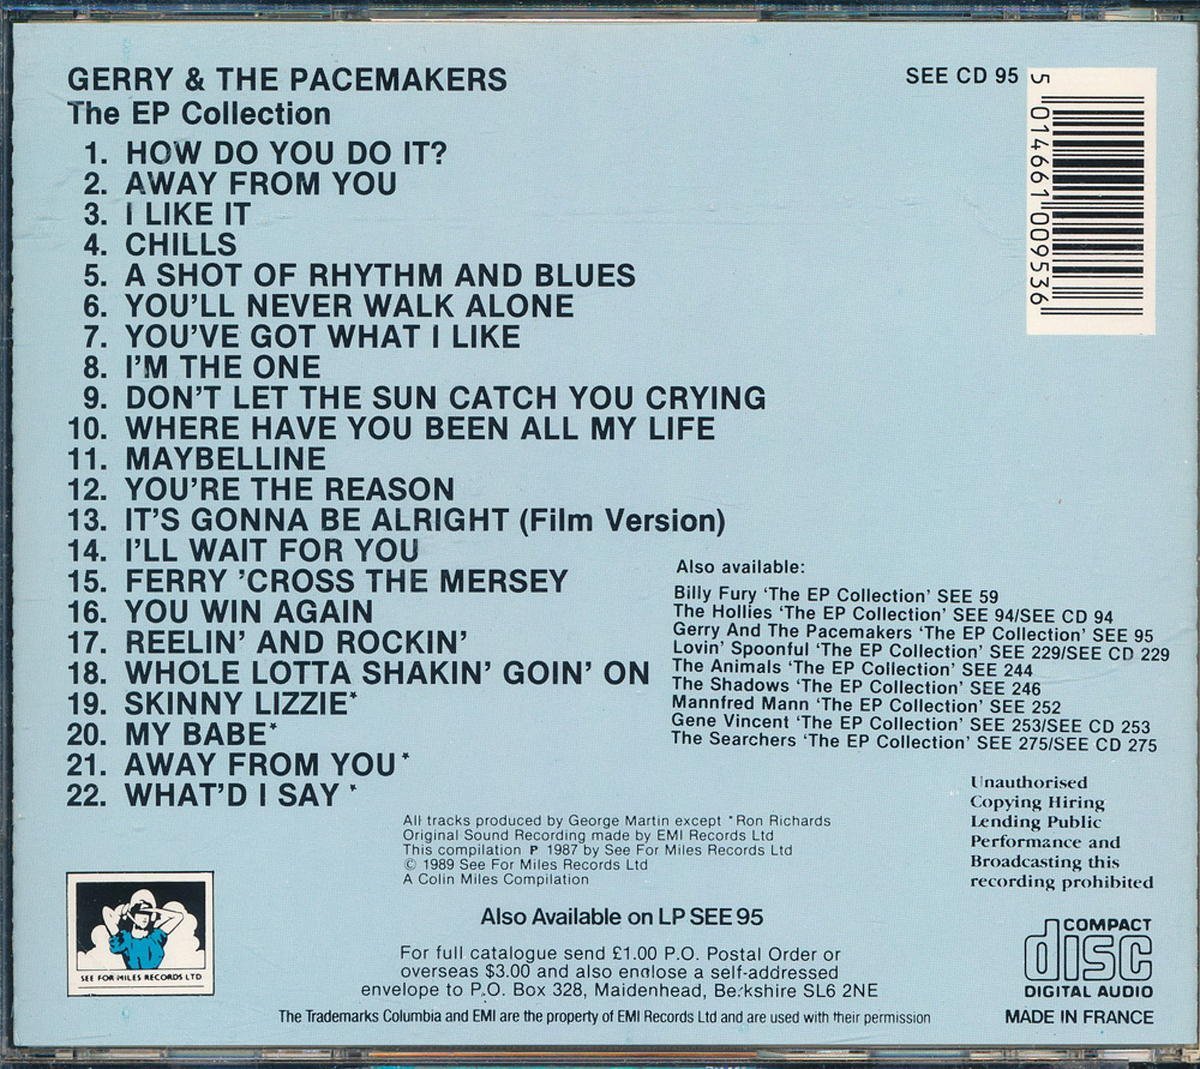 GERRY & THE PACEMAKERS
The EP Collection
SEE CD 95
5 014661 009536
1. HOW DO YOU DO IT?
2. AWAY FROM YOU
3. I LIKE IT
4. CHILLS
5. A SHOT OF RHYTHM AND BLUES
6. YOU'LL NEVER WALK ALONE
7. YOU'VE GOT WHAT I LIKE
8. I'M THE ONE
9. DON'T LET THE SUN CATCH YOU CRYING
10. WHERE HAVE YOU BEEN ALL MY LIFE
11. MAYBELLINE
12. YOU'RE THE REASON
13. IT'S GONNA BE ALRIGHT (Film Version)
14. I'LL WAIT FOR YOU
15. FERRY 'CROSS THE MERSEY
16. YOU WIN AGAIN
17. REELIN' AND ROCKIN'
18. WHOLE LOTTA SHAKIN' GOIN' ON
19. SKINNY LIZZIE*
20. MY BABE*
21. AWAY FROM YOU*
22. WHAT'D I SAY*
Also available:
Billy Fury 'The EP Collection' SEE 59
The Hollies 'The EP Collection' SEE 94/SEE CD 94
Gerry And The Pacemakers 'The EP Collection' SEE 95
Lovin' Spoonful 'The EP Collection' SEE 229/SEE CD 229
The Animals 'The EP Collection' SEE 244
The Shadows 'The EP Collection' SEE 246
Mannfred Mann 'The EP Collection' SEE 252
Gene Vincent 'The EP Collection' SEE 253/SEE CD 253
The Searchers 'The EP Collection' SEE 275/SEE CD 275
Unauthorised
Copying Hiring
Lending Public
Performance and
Broadcasting this
recording prohibited
All tracks produced by George Martin except *Ron Richards
Original Sound Recording made by EMI Records Ltd
This compilation P 1987 by See For Miles Records Ltd
© 1989 See For Miles Records Ltd
A Colin Miles Compilation
SEE FOR MILES RECORDS LTD
Also Available on LP SEE 95
For full catalogue send £1.00 P.O. Postal Order or
overseas $3.00 and also enclose a self-addressed
envelope to P.O. Box 328, Maidenhead, Berkshire SL6 2NE
The Trademarks Columbia and EMI are the property of EMI Records Ltd and are used with their permission
COMPACT
disc
DIGITAL AUDIO
MADE IN FRANCE